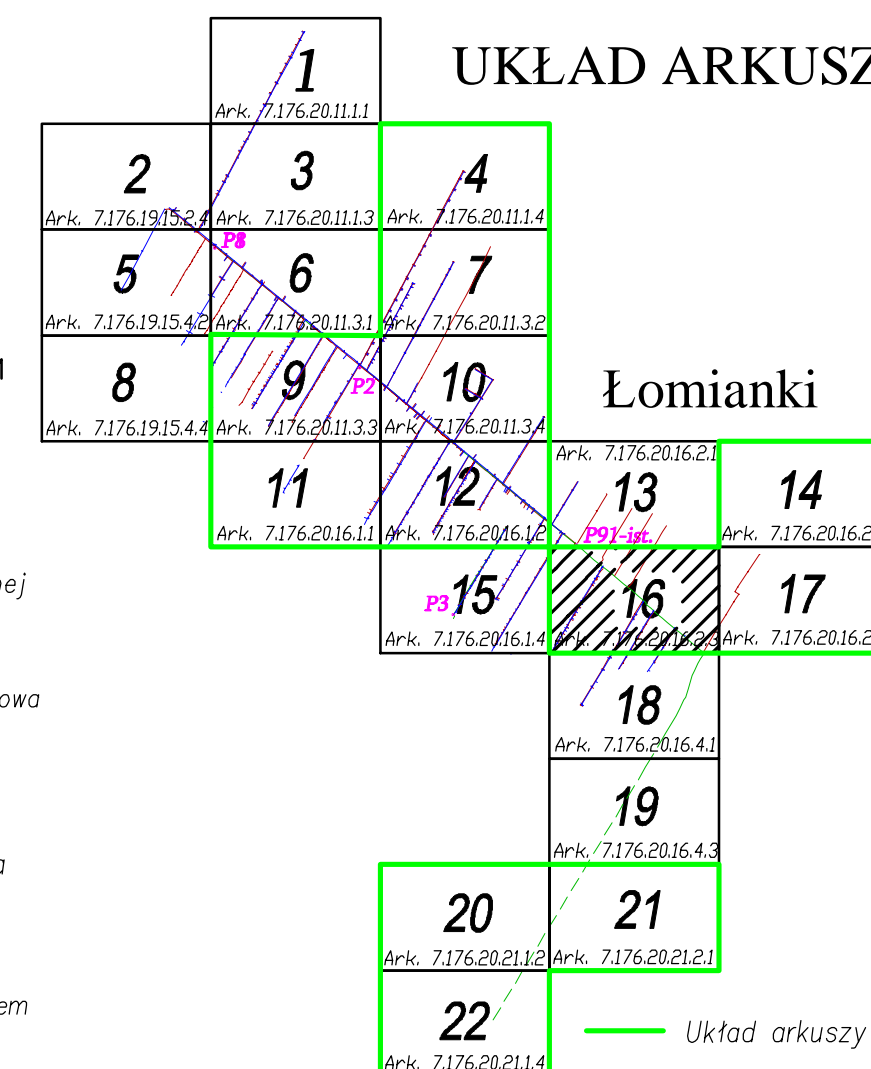 UKŁAD ARKUSZ
1
Ark. 7.176.20.11.1.1
2
Ark. 7.176.19.15.2.4
3
Ark. 7.176.20.11.1.3
4
Ark. 7.176.20.11.1.4
5
Ark. 7.176.19.15.4.2
6
Ark. 7.176.20.11.3.1
7
Ark. 7.176.20.11.3.2
P2
8
Ark. 7.176.19.15.4.4
9
Ark. 7.176.20.11.3.3
10
Ark. 7.176.20.11.3.4
Łomianki
11
Ark. 7.176.20.16.1.1
12
Ark. 7.176.20.16.1.2
Ark. 7.176.20.16.2.1
13
P91-ist.
14
Ark. 7.176.20.16.2
nej
P3
15
Ark. 7.176.20.16.1.4
16
17
Ark. 7.176.20.16.2
owa
18
Ark. 7.176.20.16.4.1
19
Ark. 7.176.20.16.4.3
a
20
Ark. 7.176.20.21.1.2
21
Ark. 7.176.20.21.2.1
em
22
Ark. 7.176.20.21.1.4
Układ arkuszy